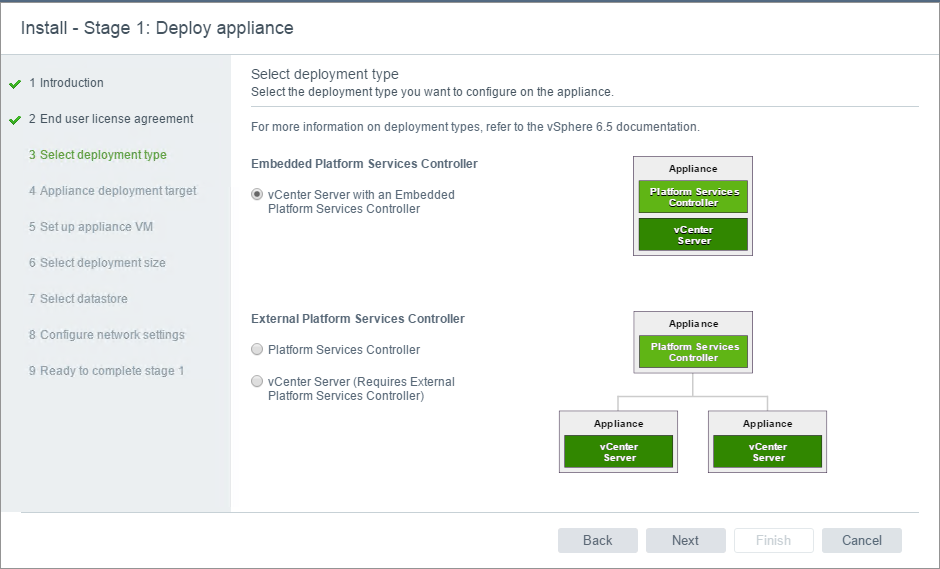 Install - Stage 1: Deploy appliance
1 Introduction
2 End user license agreement
3 Select deployment type
4 Appliance deployment target
5 Set up appliance VM
6 Select deployment size
7 Select datastore
8 Configure network settings
9 Ready to complete stage 1
Select deployment type
Select the deployment type you want to configure on the appliance.
For more information on deployment types, refer to the vSphere 6.5 documentation.
Embedded Platform Services Controller
vCenter Server with an Embedded
Platform Services Controller
Appliance
Platform Services
Controller
vCenter
Server
External Platform Services Controller
Platform Services Controller
vCenter Server (Requires External
Platform Services Controller)
Appliance
Platform Services
Controller
Appliance
vCenter
Server
Appliance
vCenter
Server
Back
Next
Finish
Cancel